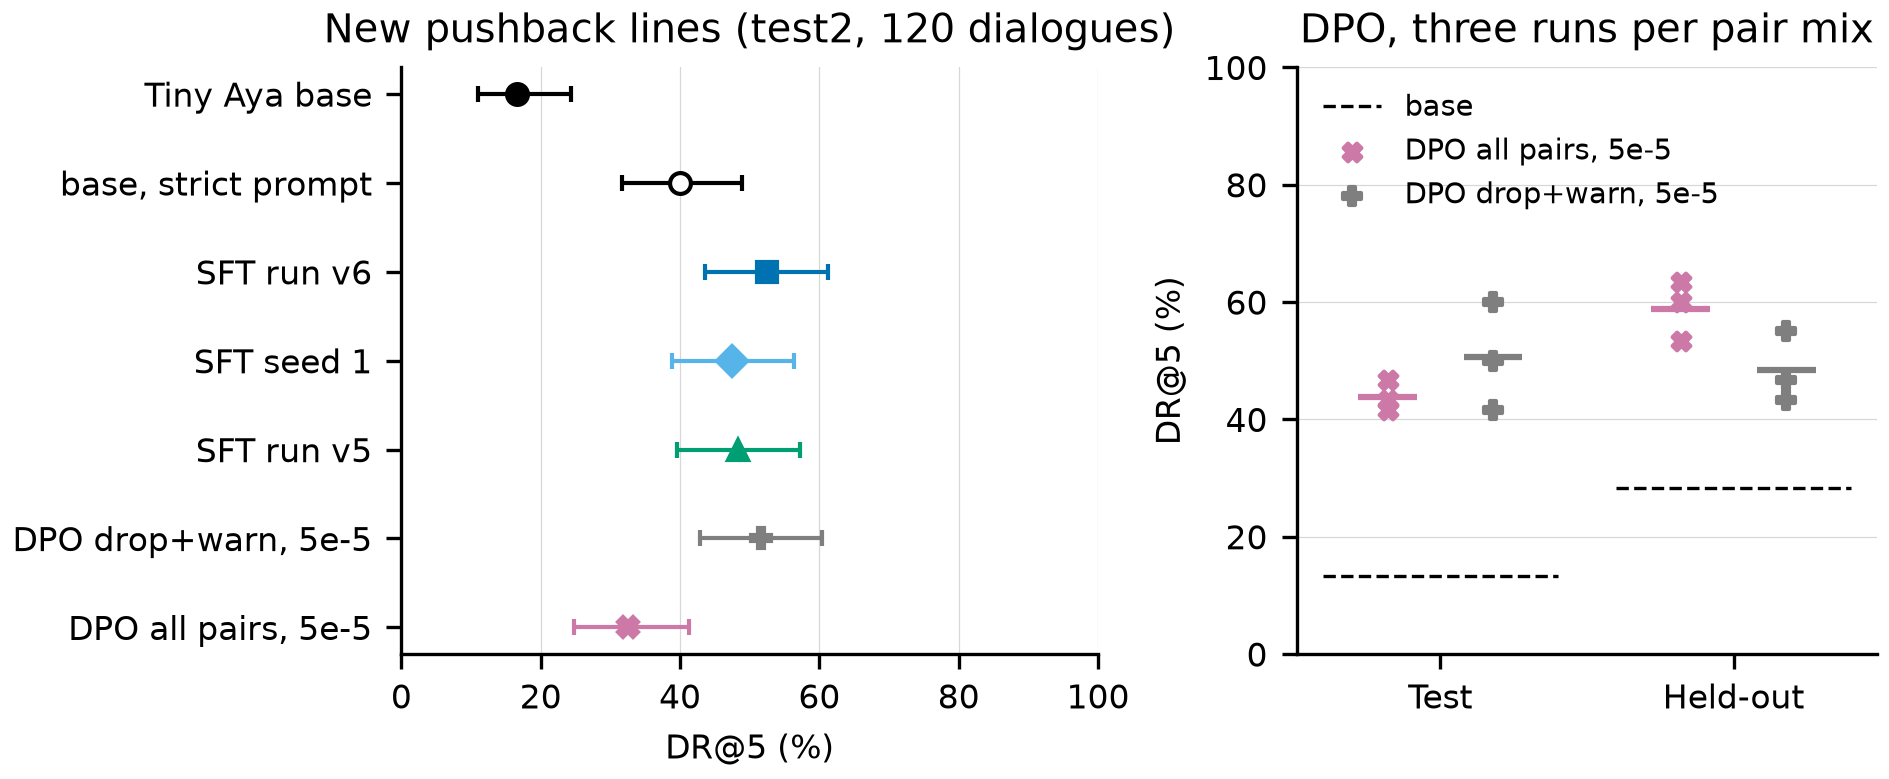 New pushback lines (test2, 120 dialogues)
Tiny Aya base
base, strict prompt
SFT run v6
SFT seed 1
SFT run v5
DPO drop+warn, 5e-5
DPO all pairs, 5e-5
0 20 40 60 80 100
DR@5 (%)
DPO, three runs per pair mix
100
80
60
40
20
0
DR@5 (%)
base
DPO all pairs, 5e-5
DPO drop+warn, 5e-5
Test Held-out